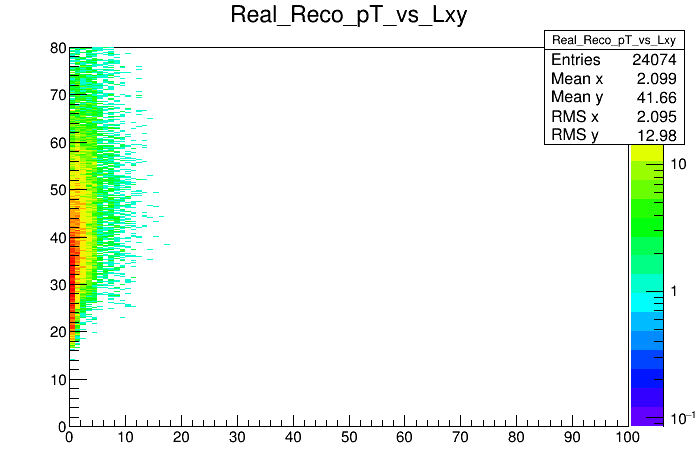 Real_Reco_pT_vs_Lxy
Real_Reco_pT_vs_Lxy
Entries 24074
Mean x 2.099
Mean y 41.66
RMS x 2.095
RMS y 12.98
80
70
60
50
40
30
20
10
0
0 10 20 30 40 50 60 70 80 90 100
10
1
10⁻¹